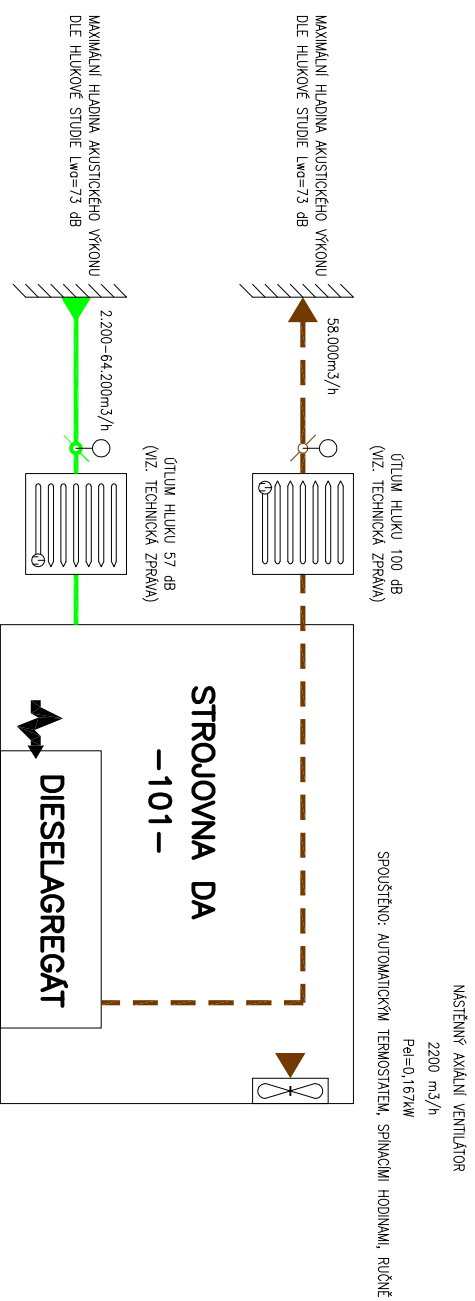 NÁSTĚNNÝ AXIÁLNÍ VENTILÁTOR
2200 m3/h
Pel=0,167kW
SPOUŠTĚNO: AUTOMATICKÝM TERMOSTATEM, SPÍNACÍMI HODINAMI, RUČNĚ
MAXIMÁLNÍ HLADINA AKUSTICKÉHO VÝKONU
DLE HLUKOVÉ STUDIE Lwa=73 dB
58.000m3/h
ÚTLUM HLUKU 100 dB
(VIZ. TECHNICKÁ ZPRÁVA)
STROJOVNA DA
-101-
MAXIMÁLNÍ HLADINA AKUSTICKÉHO VÝKONU
DLE HLUKOVÉ STUDIE Lwa=73 dB
2.200-64.200m3/h
ÚTLUM HLUKU 57 dB
(VIZ. TECHNICKÁ ZPRÁVA)
DIESELAGREGÁT